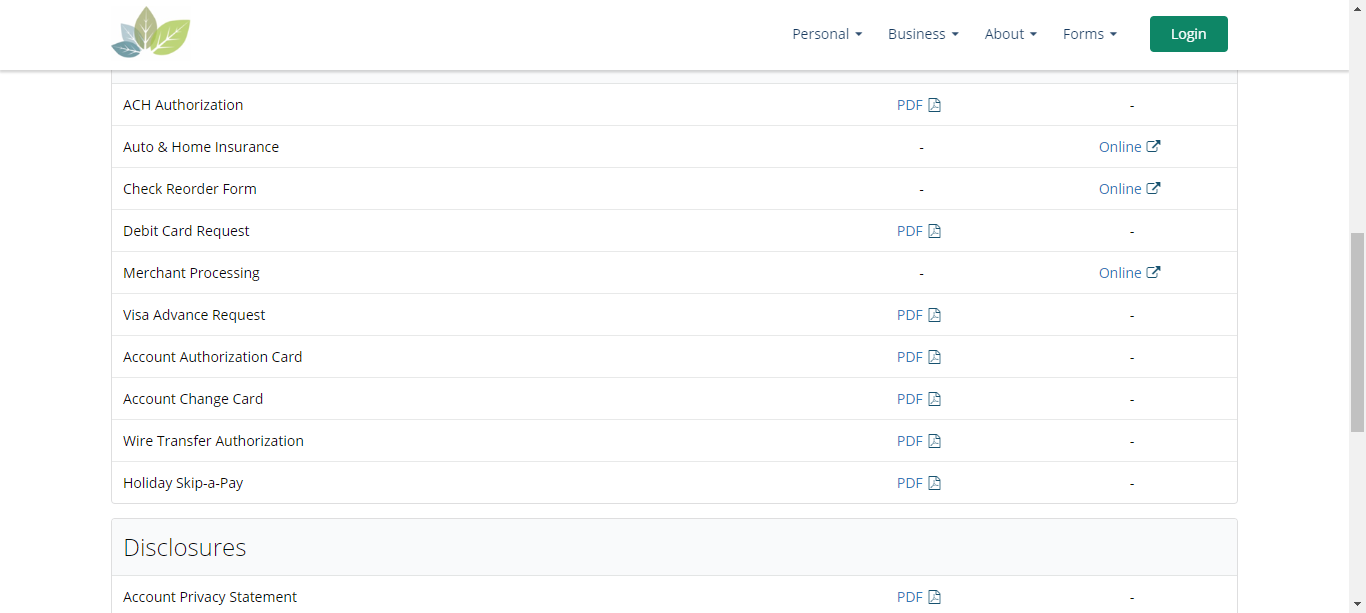 Personal Business About Forms Login
ACH Authorization PDF -
Auto & Home Insurance - Online
Check Reorder Form - Online
Debit Card Request PDF -
Merchant Processing - Online
Visa Advance Request PDF -
Account Authorization Card PDF -
Account Change Card PDF -
Wire Transfer Authorization PDF -
Holiday Skip-a-Pay PDF -
Disclosures
Account Privacy Statement PDF -